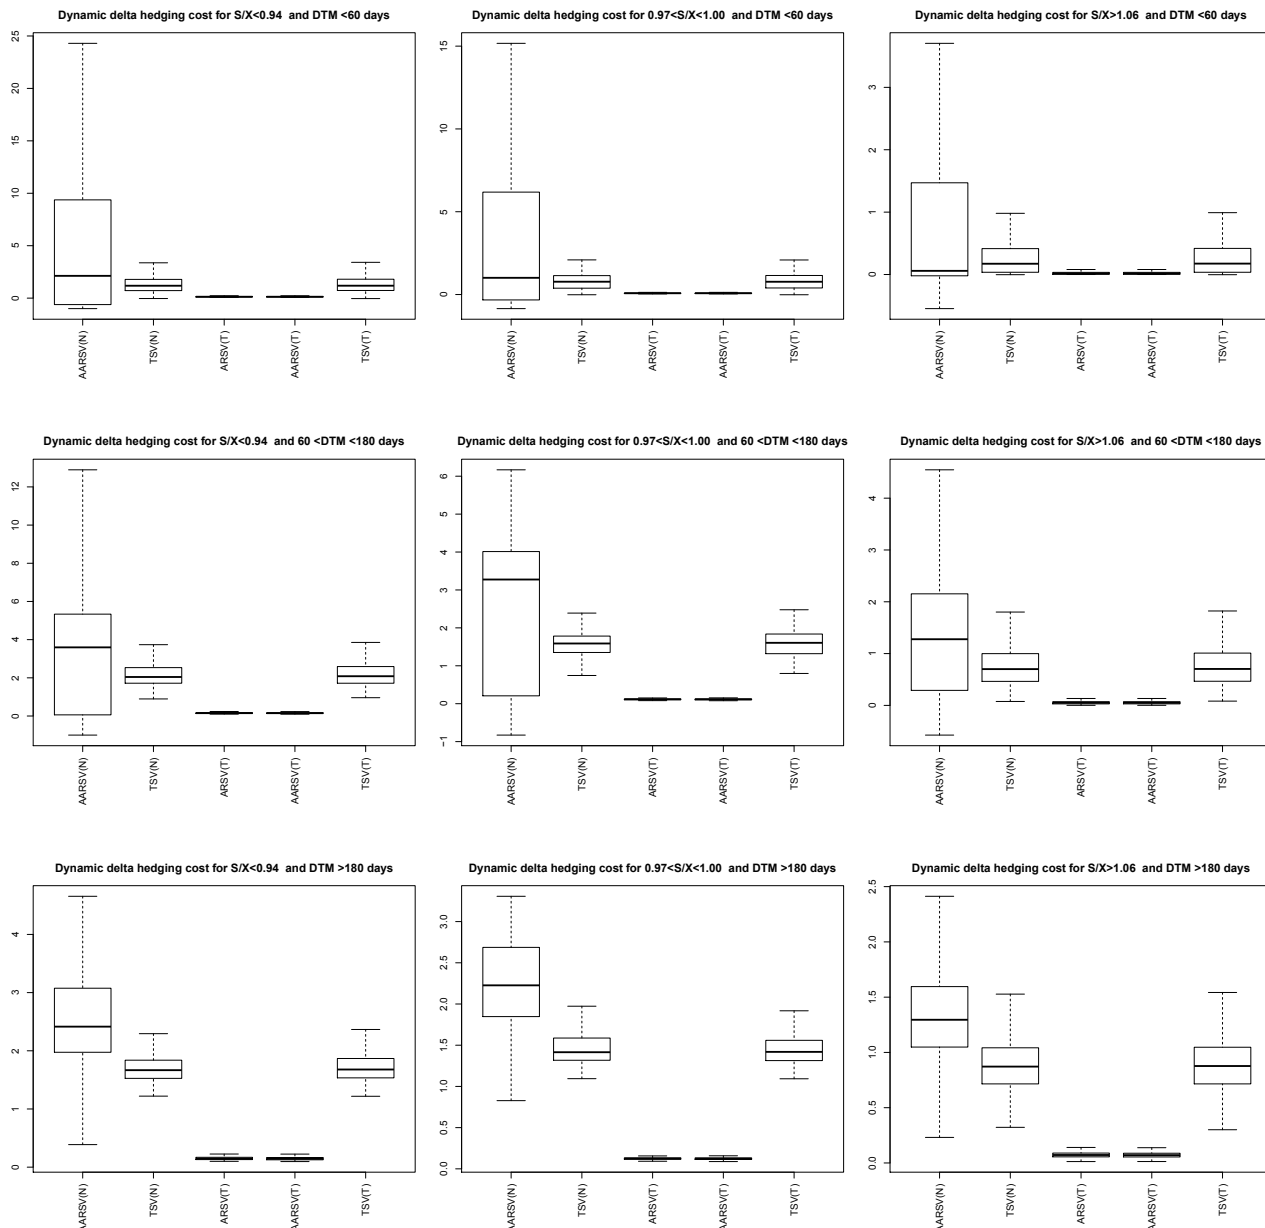 Dynamic delta hedging cost for S/X<0.94 and DTM <60 days
25
20
15
10
5
0
AARSV(N)
TSV(N)
ARSV(T)
AARSV(T)
TSV(T)
Dynamic delta hedging cost for 0.97<S/X<1.00 and DTM <60 days
15
10
5
0
AARSV(N)
TSV(N)
ARSV(T)
AARSV(T)
TSV(T)
Dynamic delta hedging cost for S/X>1.06 and DTM <60 days
3
2
1
0
AARSV(N)
TSV(N)
ARSV(T)
AARSV(T)
TSV(T)
Dynamic delta hedging cost for S/X<0.94 and 60 <DTM <180 days
12
10
8
6
4
2
0
AARSV(N)
TSV(N)
ARSV(T)
AARSV(T)
TSV(T)
Dynamic delta hedging cost for 0.97<S/X<1.00 and 60 <DTM <180 days
6
5
4
3
2
1
0
−1
AARSV(N)
TSV(N)
ARSV(T)
AARSV(T)
TSV(T)
Dynamic delta hedging cost for S/X>1.06 and 60 <DTM <180 days
4
3
2
1
0
AARSV(N)
TSV(N)
ARSV(T)
AARSV(T)
TSV(T)
Dynamic delta hedging cost for S/X<0.94 and DTM >180 days
4
3
2
1
0
AARSV(N)
TSV(N)
ARSV(T)
AARSV(T)
TSV(T)
Dynamic delta hedging cost for 0.97<S/X<1.00 and DTM >180 days
3.0
2.5
2.0
1.5
1.0
0.5
0.0
AARSV(N)
TSV(N)
ARSV(T)
AARSV(T)
TSV(T)
Dynamic delta hedging cost for S/X>1.06 and DTM >180 days
2.5
2.0
1.5
1.0
0.5
0.0
AARSV(N)
TSV(N)
ARSV(T)
AARSV(T)
TSV(T)